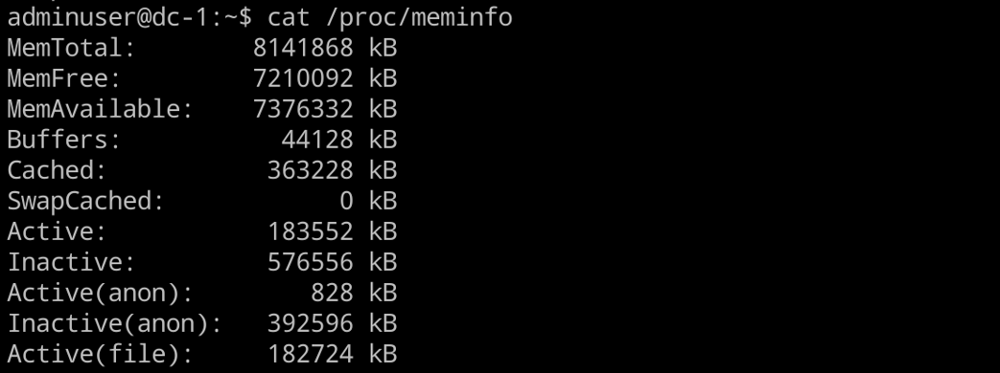 adminuser@dc-1:~$ cat /proc/meminfo
MemTotal:        8141868 kB
MemFree:         7210092 kB
MemAvailable:    7376332 kB
Buffers:           44128 kB
Cached:           363228 kB
SwapCached:            0 kB
Active:           183552 kB
Inactive:         576556 kB
Active(anon):        828 kB
Inactive(anon):   392596 kB
Active(file):     182724 kB